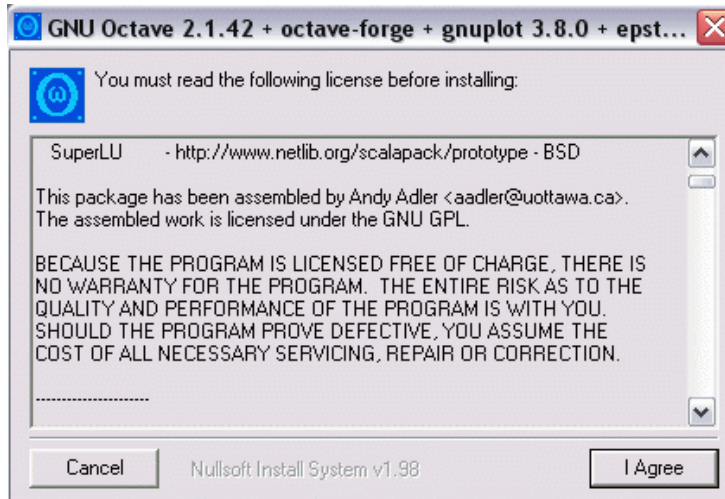 GNU Octave 2.1.42 + octave-forge + gnuplot 3.8.0 + epst...
You must read the following license before installing:
SuperLU - http://www.netlib.org/scalapack/prototype - BSD
This package has been assembled by Andy Adler <aadler@uottawa.ca>.
The assembled work is licensed under the GNU GPL.
BECAUSE THE PROGRAM IS LICENSED FREE OF CHARGE, THERE IS
NO WARRANTY FOR THE PROGRAM. THE ENTIRE RISK AS TO THE
QUALITY AND PERFORMANCE OF THE PROGRAM IS WITH YOU.
SHOULD THE PROGRAM PROVE DEFECTIVE, YOU ASSUME THE
COST OF ALL NECESSARY SERVICING, REPAIR OR CORRECTION.
----------------------
Cancel
Nullsoft Install System v1.98
I Agree